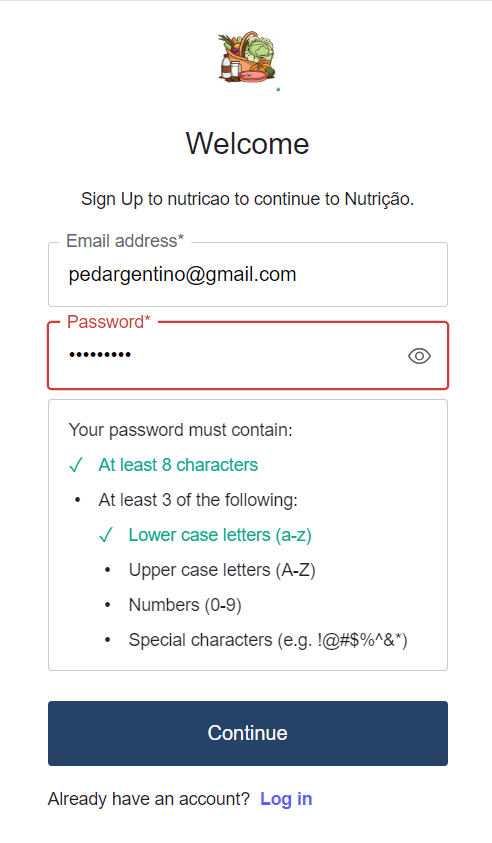 Welcome
Sign Up to nutricao to continue to Nutrição.
Email address*
pedargentino@gmail.com
Password*
•••••••••
Your password must contain:
✓ At least 8 characters
• At least 3 of the following:
✓ Lower case letters (a-z)
• Upper case letters (A-Z)
• Numbers (0-9)
• Special characters (e.g. !@#$%^&*)
Continue
Already have an account? Log in